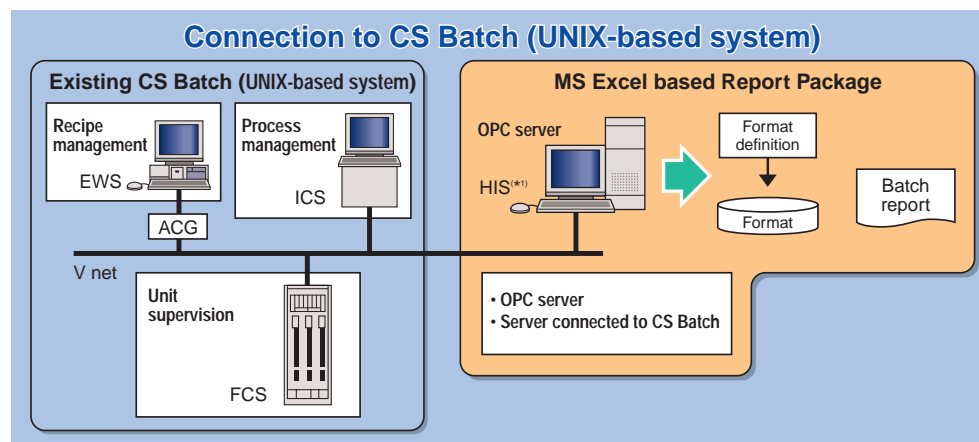 Connection to CS Batch (UNIX-based system)
Existing CS Batch (UNIX-based system)
Recipe
management
EWS
Process
management
ICS
ACG
V net
Unit
supervision
FCS
MS Excel based Report Package
OPC server
HIS(*1)
Format
definition
Format
Batch
report
• OPC server
• Server connected to CS Batch